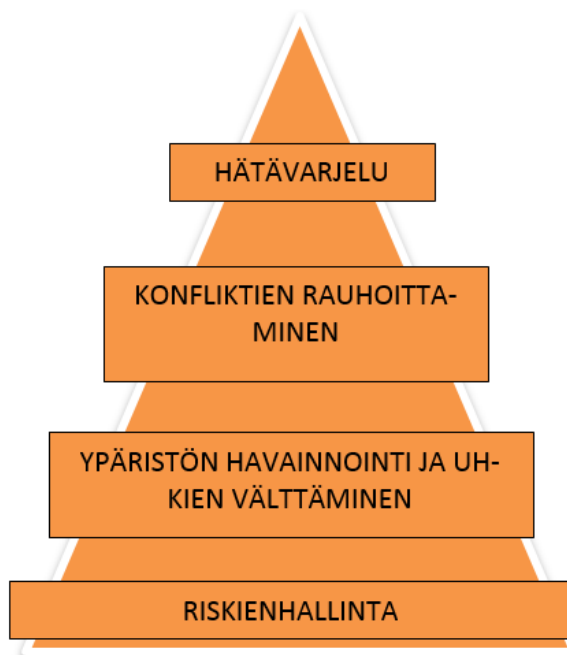 HÄTÄVARJELU
KONFLIKTIEN RAUHOITTA-
MINEN
YPÄRISTÖN HAVAINNOINTI JA UH-
KIEN VÄLTTÄMINEN
RISKIENHALLINTA